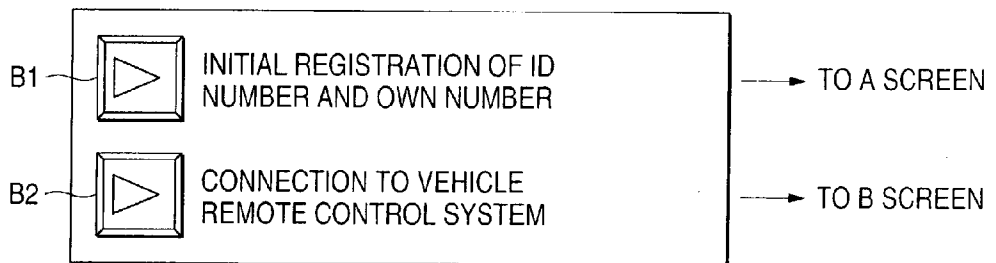 B1
INITIAL REGISTRATION OF ID
NUMBER AND OWN NUMBER
TO A SCREEN
B2
CONNECTION TO VEHICLE
REMOTE CONTROL SYSTEM
TO B SCREEN